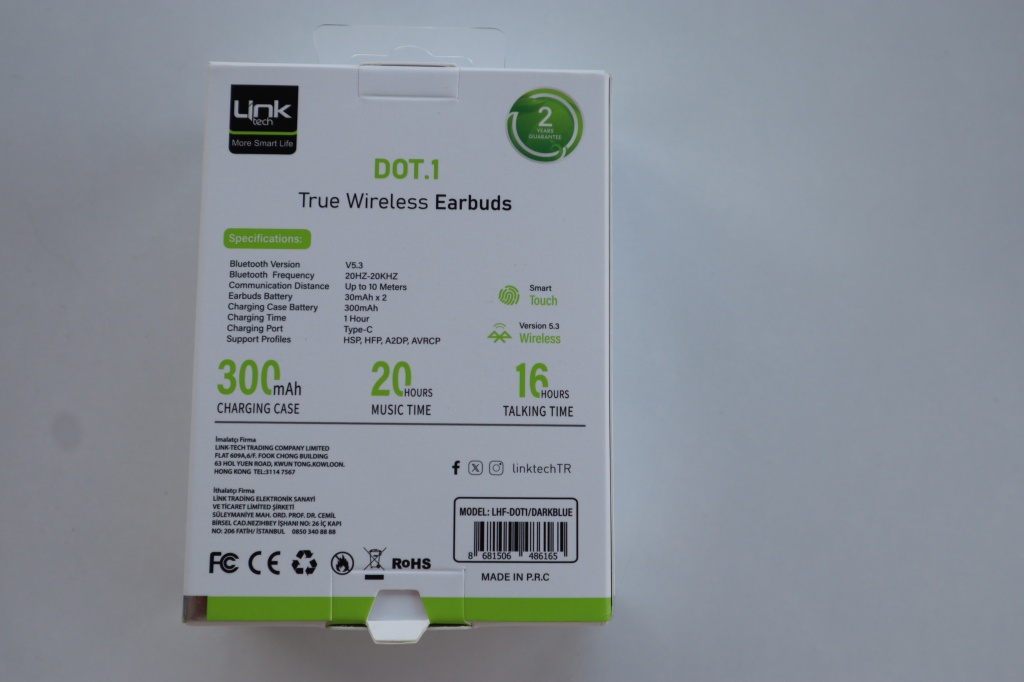 Link
tech
More Smart Life
2
YEARS
GUARANTEE
DOT.1
True Wireless Earbuds
Specifications:
Bluetooth Version V5.3
Bluetooth Frequency 20HZ-20KHZ
Communication Distance Up to 10 Meters
Earbuds Battery 30mAh x 2
Charging Case Battery 300mAh
Charging Time 1 Hour
Charging Port Type-C
Support Profiles HSP, HFP, A2DP, AVRCP
Smart
Touch
Version 5.3
Wireless
300mAh
CHARGING CASE
20HOURS
MUSIC TIME
16HOURS
TALKING TIME
İmalatçı Firma
LINK-TECH TRADING COMPANY LIMITED
FLAT 609A,6/F. FOOK CHONG BUILDING
63 HOL YUEN ROAD, KWUN TONG.KOWLOON.
HONG KONG TEL:3114 7567
linktechTR
İthalatçı Firma
LİNK TRADING ELEKTRONİK SANAYİ
VE TİCARET LİMİTED ŞİRKETİ
SÜLEYMANİYE MAH. ORD. PROF. DR. CEMİL
BİRSEL CAD.NEZIHBEY İŞHANI NO: 26 İÇ KAPI
NO: 206 FATİH/ İSTANBUL 0850 340 88 88
MODEL: LHF-DOTI/DARKBLUE
8 681506 486165
FC CE RoHS
MADE IN P.R.C